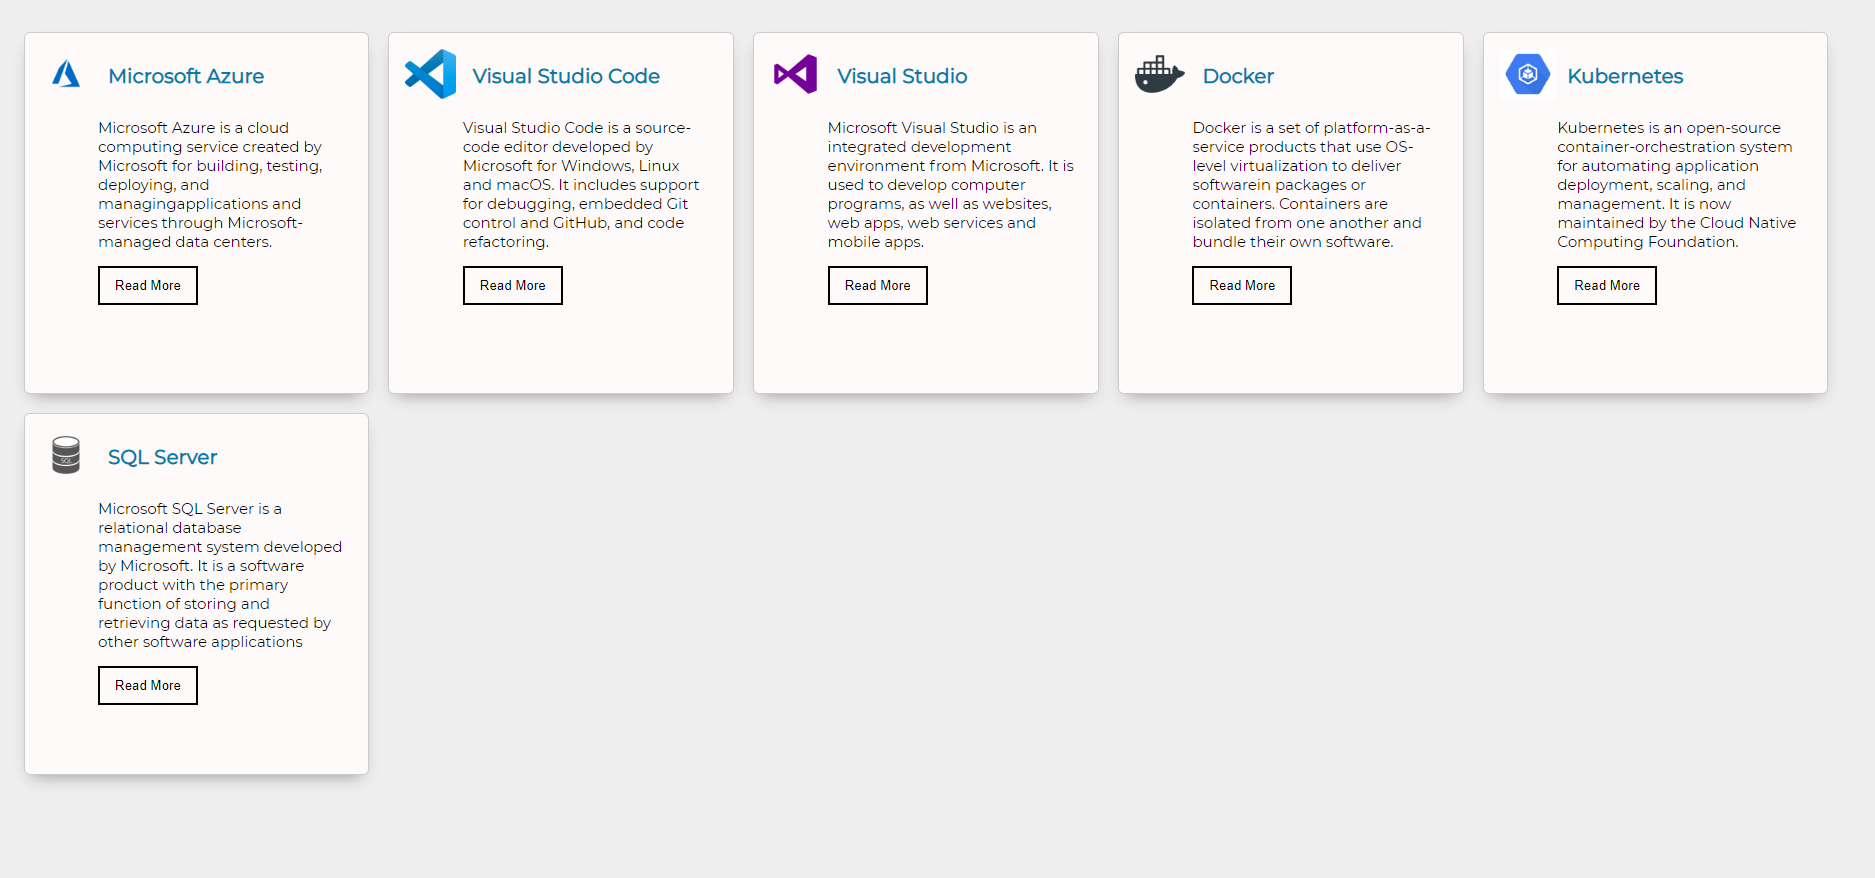 Microsoft Azure
Microsoft Azure is a cloud
computing service created by
Microsoft for building, testing,
deploying, and
managingapplications and
services through Microsoft-
managed data centers.
Read More
Visual Studio Code
Visual Studio Code is a source-
code editor developed by
Microsoft for Windows, Linux
and macOS. It includes support
for debugging, embedded Git
control and GitHub, and code
refactoring.
Read More
Visual Studio
Microsoft Visual Studio is an
integrated development
environment from Microsoft. It is
used to develop computer
programs, as well as websites,
web apps, web services and
mobile apps.
Read More
Docker
Docker is a set of platform-as-a-
service products that use OS-
level virtualization to deliver
softwarein packages or
containers. Containers are
isolated from one another and
bundle their own software.
Read More
Kubernetes
Kubernetes is an open-source
container-orchestration system
for automating application
deployment, scaling, and
management. It is now
maintained by the Cloud Native
Computing Foundation.
Read More
SQL
SQL Server
Microsoft SQL Server is a
relational database
management system developed
by Microsoft. It is a software
product with the primary
function of storing and
retrieving data as requested by
other software applications
Read More